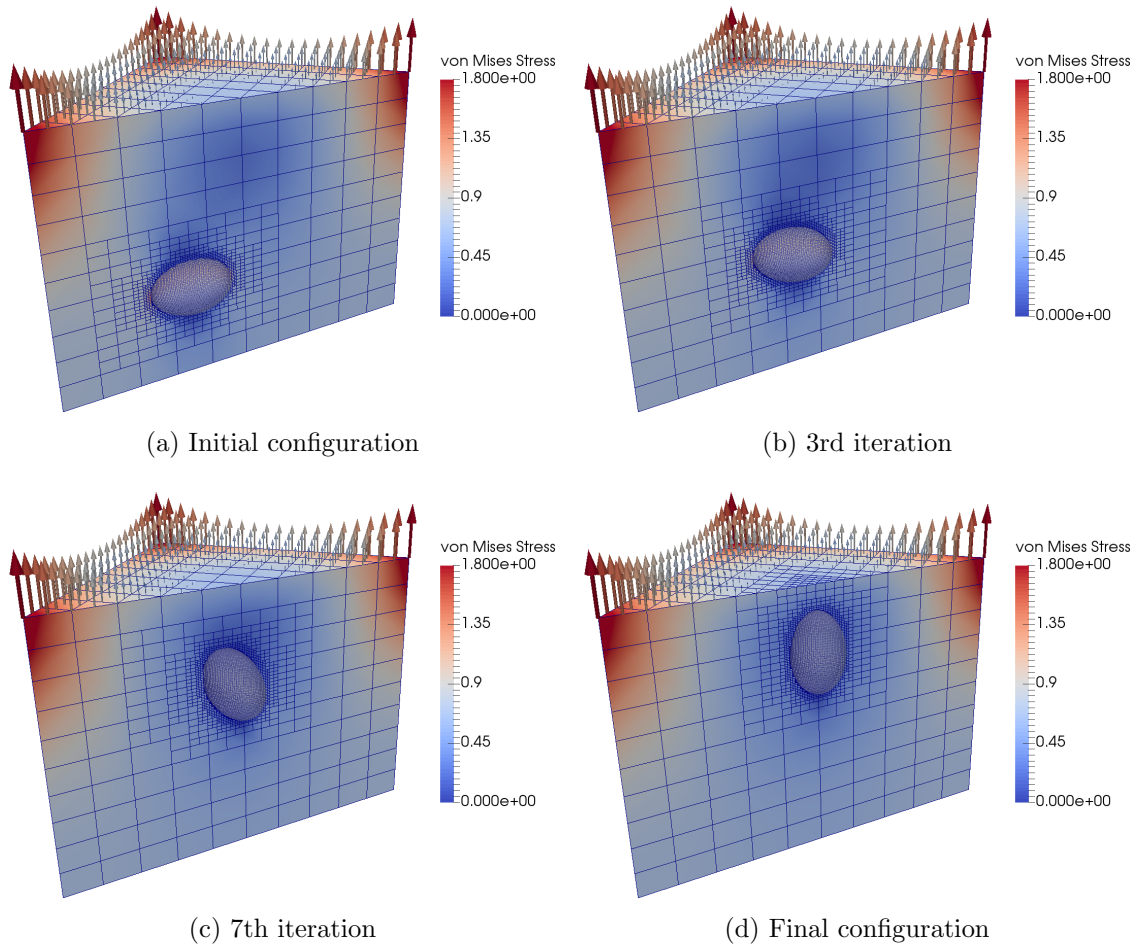 von Mises Stress
1.800e+00
1.35
0.9
0.45
0.000e+00
(a) Initial configuration
von Mises Stress
1.800e+00
1.35
0.9
0.45
0.000e+00
(b) 3rd iteration
von Mises Stress
1.800e+00
1.35
0.9
0.45
0.000e+00
(c) 7th iteration
von Mises Stress
1.800e+00
1.35
0.9
0.45
0.000e+00
(d) Final configuration